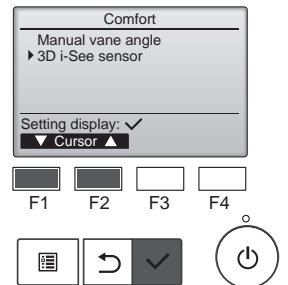 Comfort
Manual vane angle
3D i-See sensor
Setting display:
Cursor
F1 F2 F3 F4